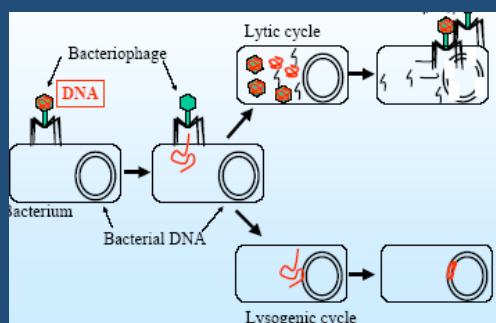 Lytic cycle
Bacteriophage
DNA
Bacterium
Bacterial DNA
Lysogenic cycle